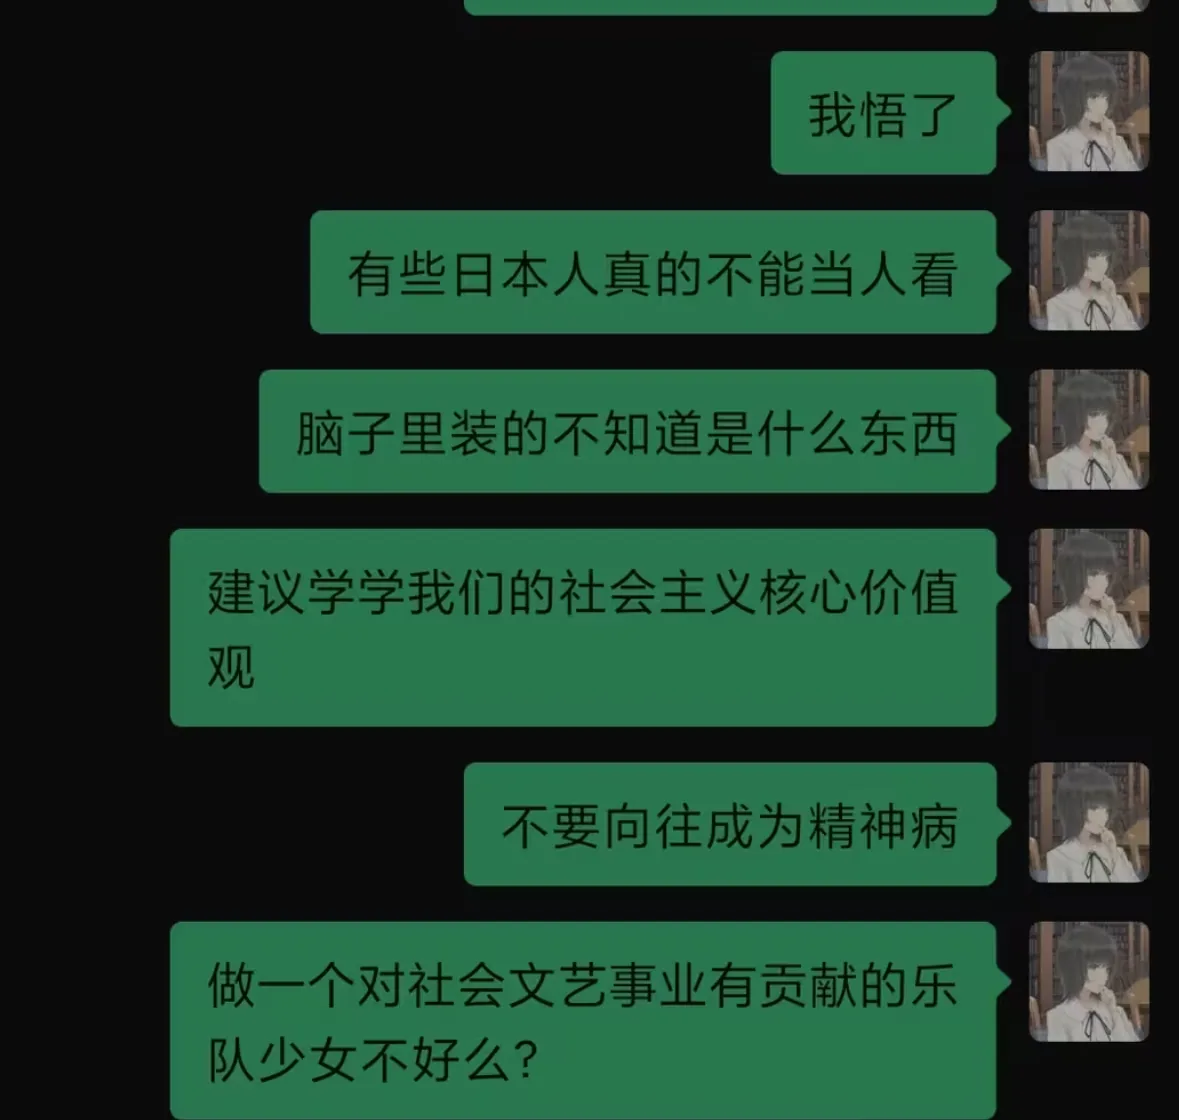 我悟了
有些日本人真的不能当人看
脑子里装的不知道是什么东西
建议学学我们的社会主义核心价值
观
不要向往成为精神病
做一个对社会文艺事业有贡献的乐
队少女不好么?